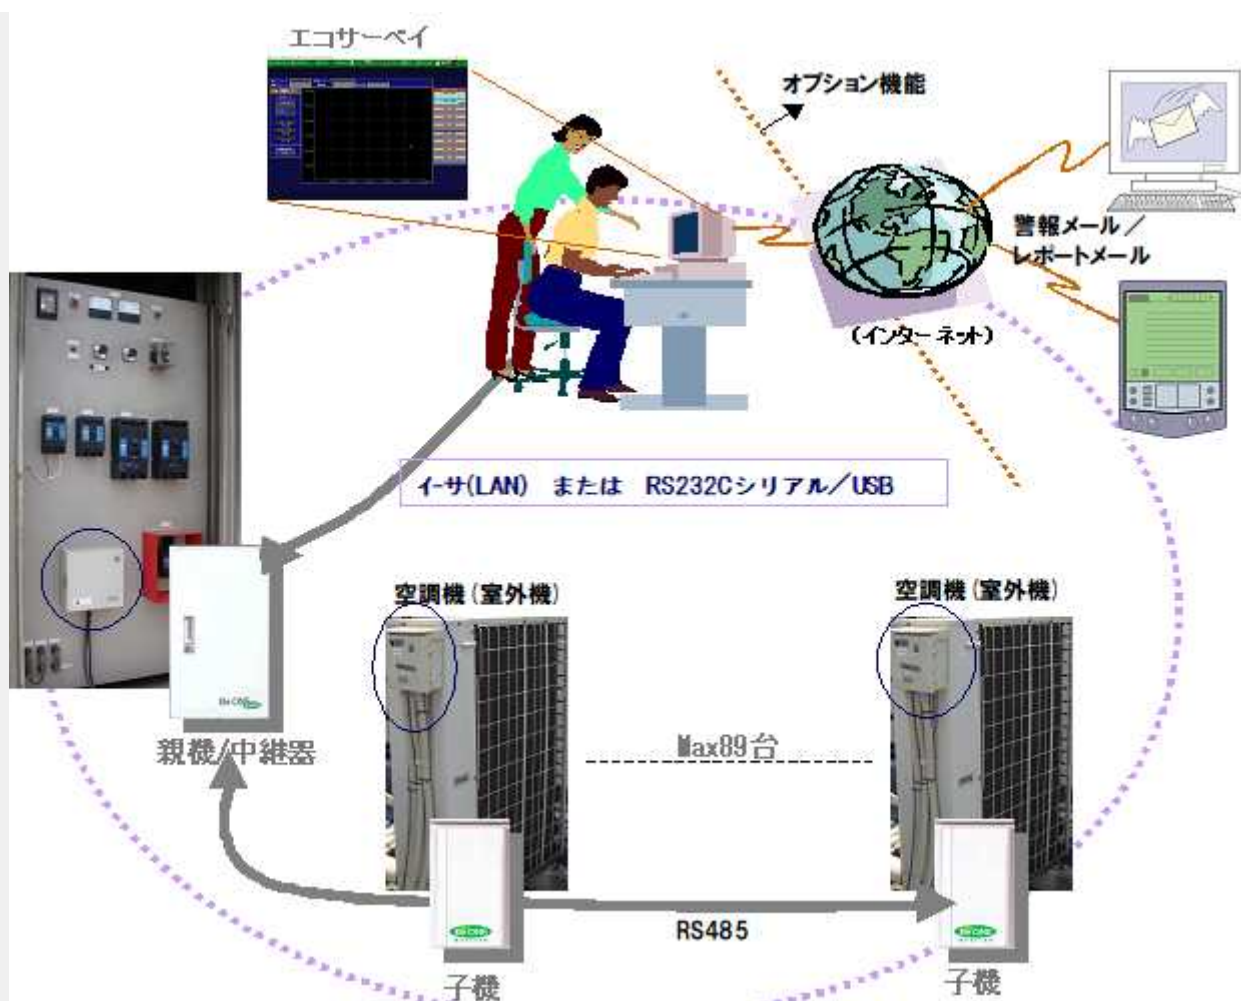 エコサーベイ
オプション機能
警報メール／
レポートメール
(インターネット)
イーサ(LAN) または RS232Cシリアル／USB
空調機(室外機)
空調機(室外機)
親機/中継器
Max89台
RS485
子機
子機